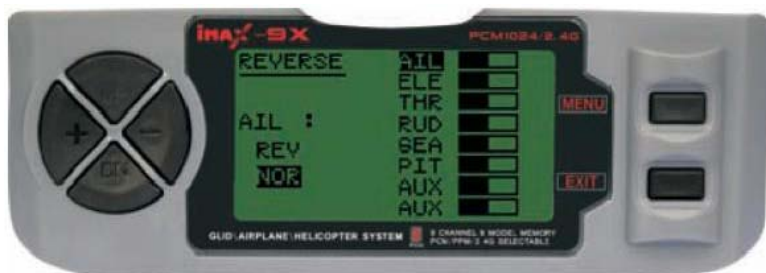 iMAX-9X
PCM1024/2.4G
REVERSE
AIL :
REV
NOR
AIL
ELE
THR
RUD
GEA
PIT
AUX
AUX
MENU
EXIT
GLID\AIRPLANE\HELICOPTER SYSTEM
8 CHANNEL 8 MODEL MEMORY
PCM/PPM/2.4G SELECTABLE